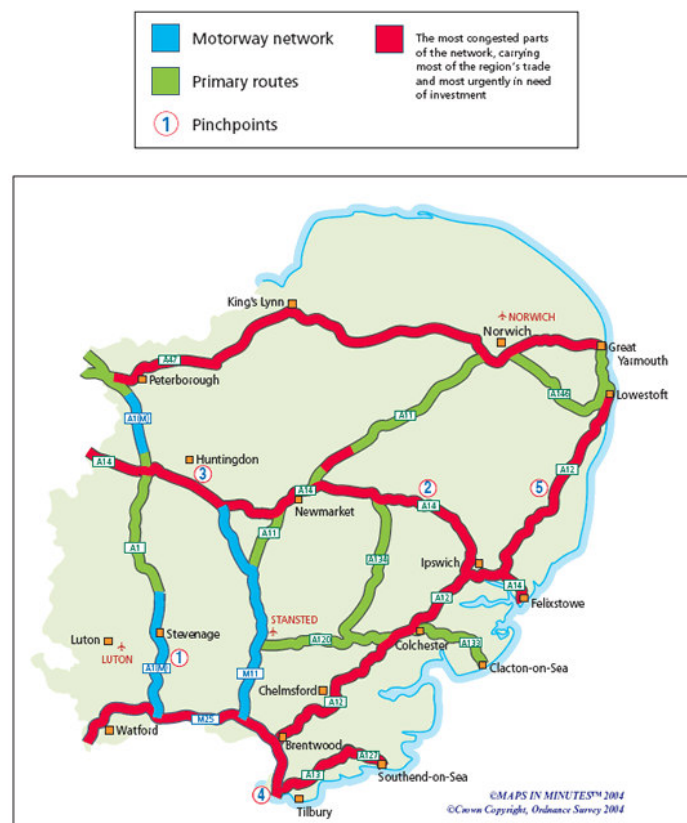 Motorway network
Primary routes
1 Pinchpoints
The most congested parts
of the network, carrying
most of the region's trade
and most urgently in need
of investment
King's Lynn
NORWICH
Norwich
Great
Yarmouth
A47
Peterborough
A146
Lowestoft
A1(M)
A11
Huntingdon
A14
3
A14
2
A14
5
A12
Newmarket
A11
A1
A134
Ipswich
A14
Felixstowe
A12
STANSTED
Stevenage
Luton
LUTON
1
A1(M)
A120
Colchester
A133
Clacton-on-Sea
M11
Chelmsford
A12
M25
Watford
Brentwood
A127
A13
Southend-on-Sea
4
Tilbury
©MAPS IN MINUTES™ 2004
©Crown Copyright, Ordnance Survey 2004